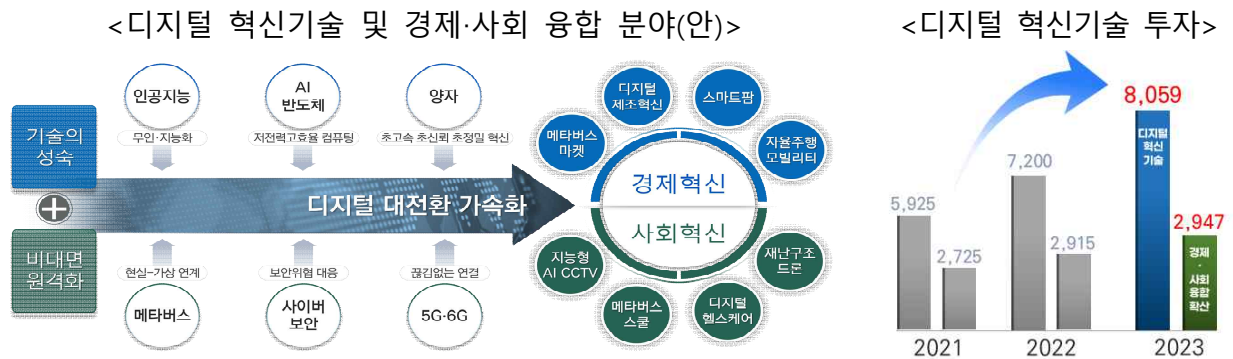 <디지털 혁신기술 및 경제·사회 융합 분야(안)>
기술의
성숙
비대면
원격화
인공지능
무인·지능화
AI
반도체
저전력고효율 컴퓨팅
양자
초고속 초신뢰 초정밀 혁신
디지털 대전환 가속화
현실-가상 연계
메타버스
보안위협 대응
사이버
보안
끊김없는 연결
5G·6G
메타버스
마켓
디지털
제조혁신
스마트팜
자율주행
모빌리티
경제혁신
사회혁신
지능형
AI CCTV
메타버스
스쿨
디지털
헬스케어
재난구조
드론
<디지털 혁신기술 투자>
5,925
2,725
2021
7,200
2,915
2022
8,059
디지털
혁신
기술
2,947
경제
·
사회
융합
확산
2023